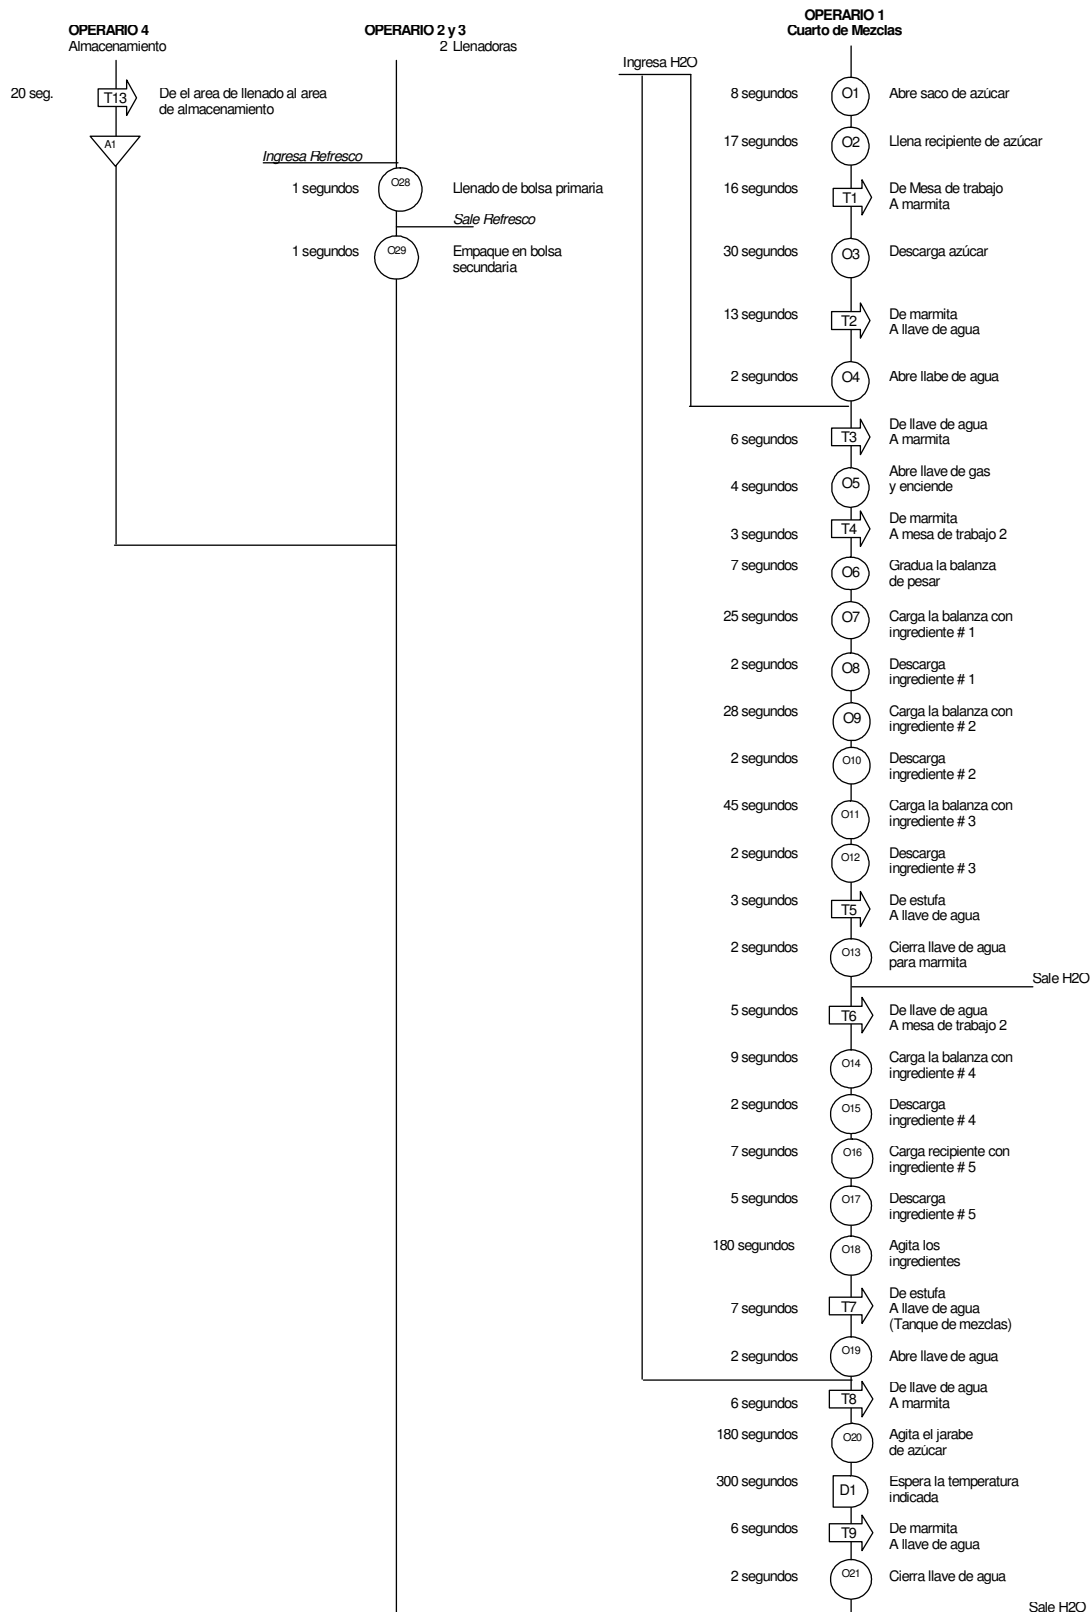 OPERARIO 4
Almacenamiento
20 seg.
T13
De el area de llenado al area
de almacenamiento
A1
OPERARIO 2 y 3
2 Llenadoras
Ingresa Refresco
1 segundos
O28
Llenado de bolsa primaria
Sale Refresco
1 segundos
O29
Empaque en bolsa
secundaria
OPERARIO 1
Cuarto de Mezclas
Ingresa H2O
8 segundos
O1
Abre saco de azúcar
17 segundos
O2
Llena recipiente de azúcar
16 segundos
T1
De Mesa de trabajo
A marmita
30 segundos
O3
Descarga azúcar
13 segundos
T2
De marmita
A llave de agua
2 segundos
O4
Abre llabe de agua
6 segundos
T3
De llave de agua
A marmita
4 segundos
O5
Abre llave de gas
y enciende
3 segundos
T4
De marmita
A mesa de trabajo 2
7 segundos
O6
Gradua la balanza
de pesar
25 segundos
O7
Carga la balanza con
ingrediente # 1
2 segundos
O8
Descarga
ingrediente # 1
28 segundos
O9
Carga la balanza con
ingrediente # 2
2 segundos
O10
Descarga
ingrediente # 2
45 segundos
O11
Carga la balanza con
ingrediente # 3
2 segundos
O12
Descarga
ingrediente # 3
3 segundos
T5
De estufa
A llave de agua
2 segundos
O13
Cierra llave de agua
para marmita
Sale H2O
5 segundos
T6
De llave de agua
A mesa de trabajo 2
9 segundos
O14
Carga la balanza con
ingrediente # 4
2 segundos
O15
Descarga
ingrediente # 4
7 segundos
O16
Carga recipiente con
ingrediente # 5
5 segundos
O17
Descarga
ingrediente # 5
180 segundos
O18
Agita los
ingredientes
7 segundos
T7
De estufa
A llave de agua
(Tanque de mezclas)
2 segundos
O19
Abre llave de agua
6 segundos
T8
De llave de agua
A marmita
180 segundos
O20
Agita el jarabe
de azúcar
300 segundos
D1
Espera la temperatura
indicada
6 segundos
T9
De marmita
A llave de agua
2 segundos
O21
Cierra llave de agua
Sale H2O